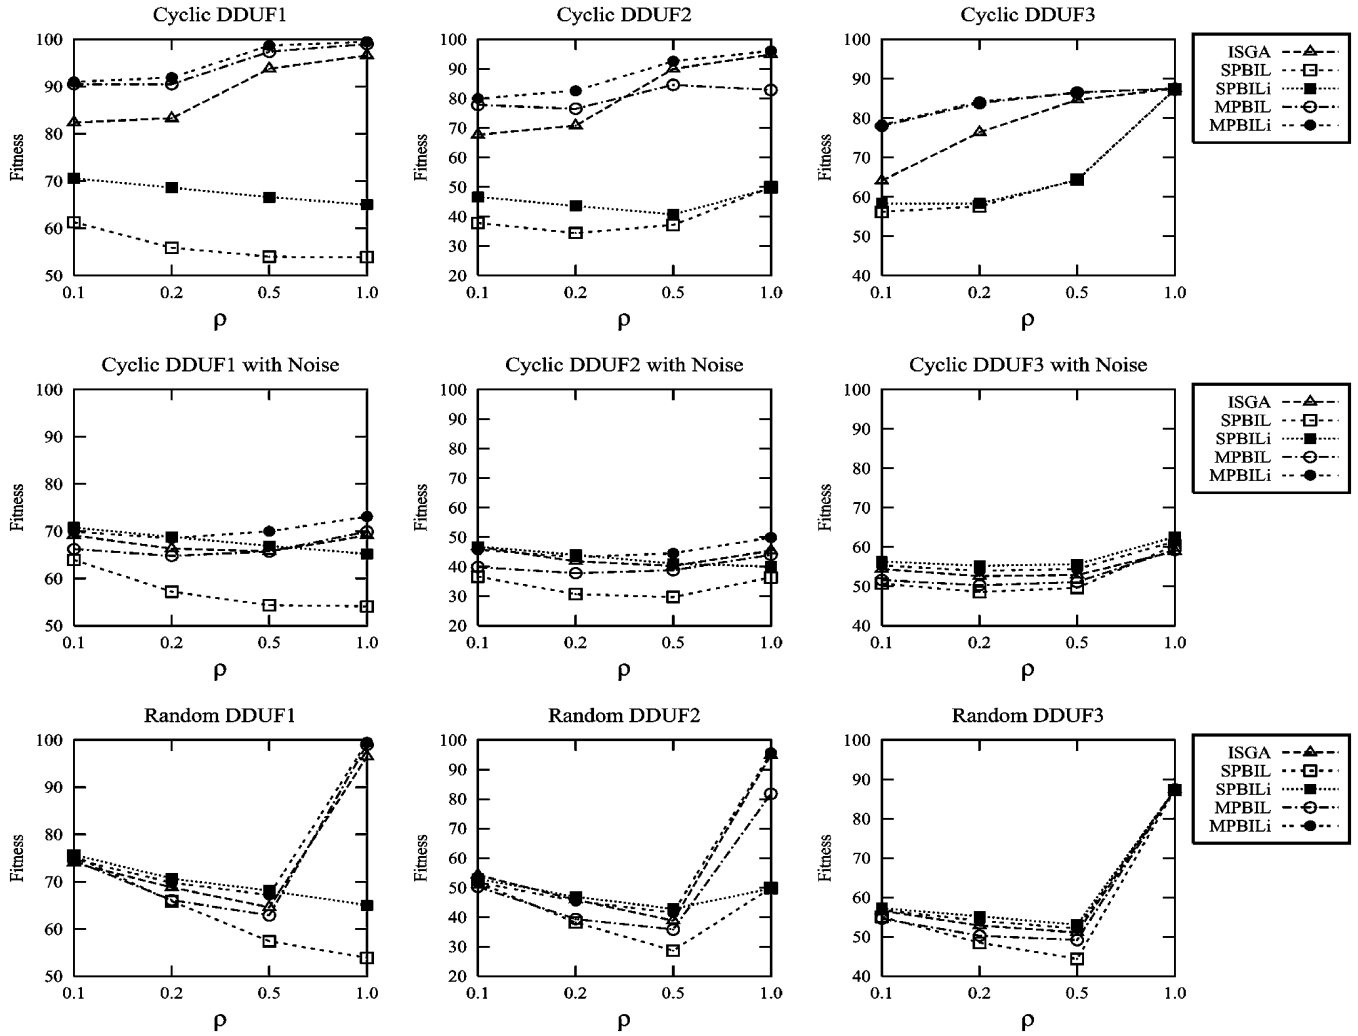 Cyclic DDUF1
100
90
80
70
60
50
Fitness
0.1 0.2 0.5 1.0
ρ
Cyclic DDUF2
100
90
80
70
60
50
40
30
20
Fitness
0.1 0.2 0.5 1.0
ρ
Cyclic DDUF3
100
90
80
70
60
50
40
Fitness
0.1 0.2 0.5 1.0
ρ
ISGA
SPBIL
SPBILi
MPBIL
MPBILi
Cyclic DDUF1 with Noise
100
90
80
70
60
50
Fitness
0.1 0.2 0.5 1.0
ρ
Cyclic DDUF2 with Noise
100
90
80
70
60
50
40
30
20
Fitness
0.1 0.2 0.5 1.0
ρ
Cyclic DDUF3 with Noise
100
90
80
70
60
50
40
Fitness
0.1 0.2 0.5 1.0
ρ
ISGA
SPBIL
SPBILi
MPBIL
MPBILi
Random DDUF1
100
90
80
70
60
50
Fitness
0.1 0.2 0.5 1.0
ρ
Random DDUF2
100
90
80
70
60
50
40
30
20
Fitness
0.1 0.2 0.5 1.0
ρ
Random DDUF3
100
90
80
70
60
50
40
Fitness
0.1 0.2 0.5 1.0
ρ
ISGA
SPBIL
SPBILi
MPBIL
MPBILi